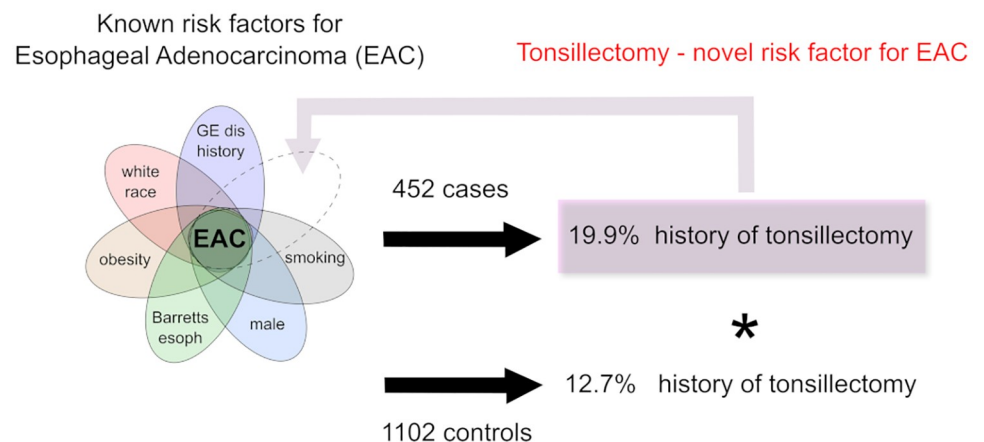 Known risk factors for
Esophageal Adenocarcinoma (EAC)
Tonsillectomy - novel risk factor for EAC
GE dis
history
white
race
obesity
EAC
smoking
Barretts
esoph
male
452 cases
19.9% history of tonsillectomy
*
12.7% history of tonsillectomy
1102 controls